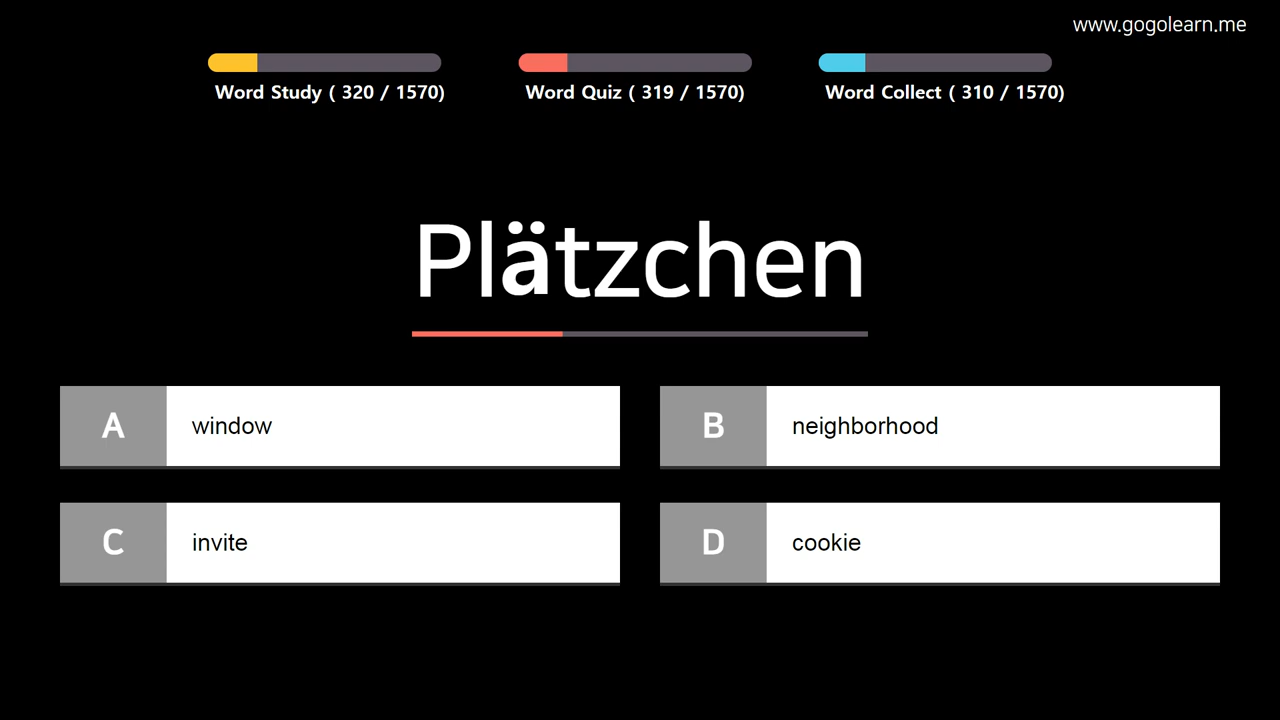 www.gogolearn.me
Word Study ( 320 / 1570)
Word Quiz ( 319 / 1570)
Word Collect ( 310 / 1570)
Plätzchen
A window
B neighborhood
C invite
D cookie